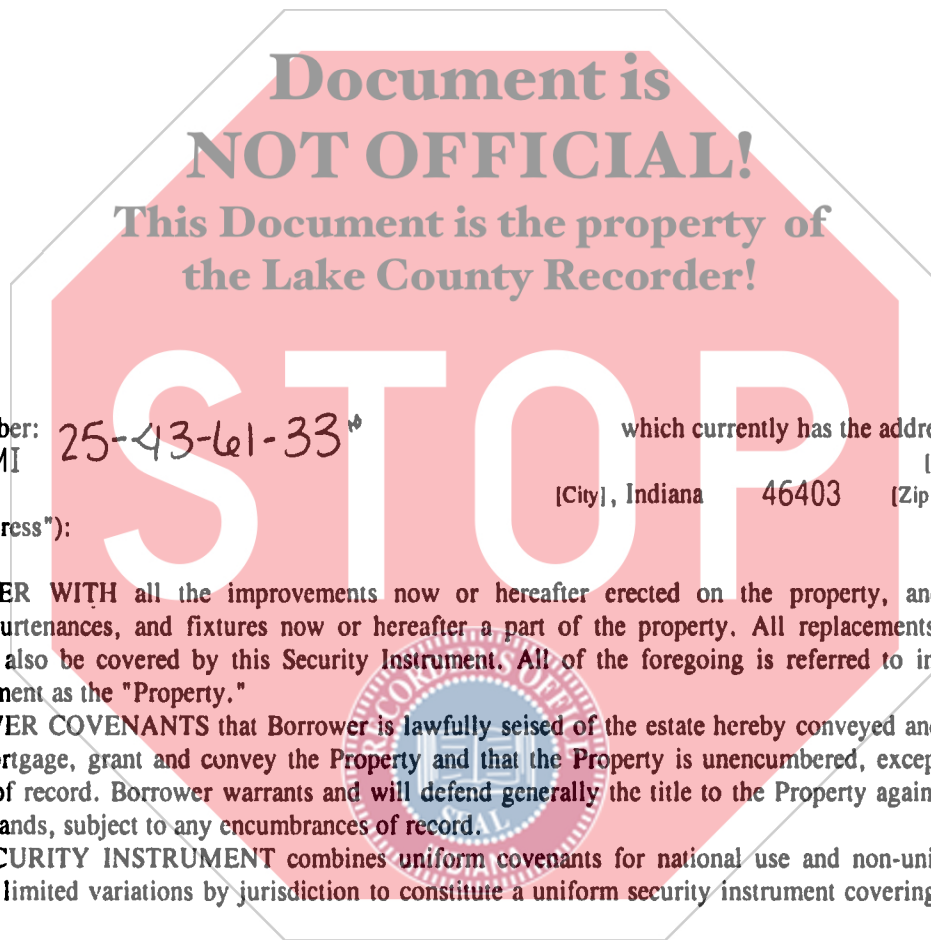 Document is
NOT OFFICIAL!
This Document is the property of
the Lake County Recorder!
STOP
ber: 25-43-61-33 which currently has the addre
MI [
[City], Indiana 46403 [Zip
ress"):
ER WITH all the improvements now or hereafter erected on the property, an
urtenances, and fixtures now or hereafter a part of the property. All replacements
also be covered by this Security Instrument. All of the foregoing is referred to in
ment as the "Property."
ER COVENANTS that Borrower is lawfully seised of the estate hereby conveyed an
rtgage, grant and convey the Property and that the Property is unencumbered, excep
of record. Borrower warrants and will defend generally the title to the Property again
ands, subject to any encumbrances of record.
CURITY INSTRUMENT combines uniform covenants for national use and non-uni
limited variations by jurisdiction to constitute a uniform security instrument covering
RECORDER'S OFFICE
SEAL
INDIANA